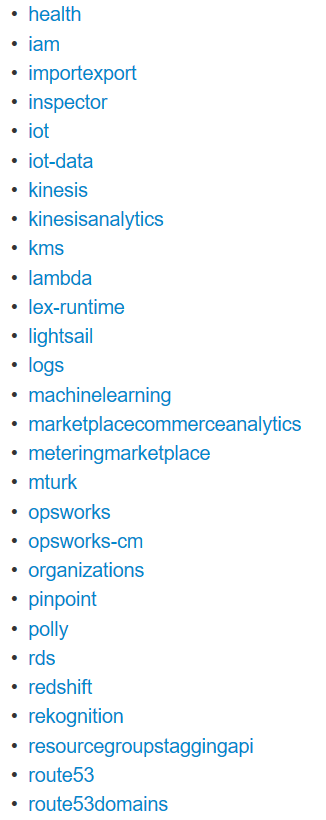 • health
• iam
• importexport
• inspector
• iot
• iot-data
• kinesis
• kinesisanalytics
• kms
• lambda
• lex-runtime
• lightsail
• logs
• machinelearning
• marketplacecommerceanalytics
• meteringmarketplace
• mturk
• opsworks
• opsworks-cm
• organizations
• pinpoint
• polly
• rds
• redshift
• rekognition
• resourcegroupstaggingapi
• route53
• route53domains